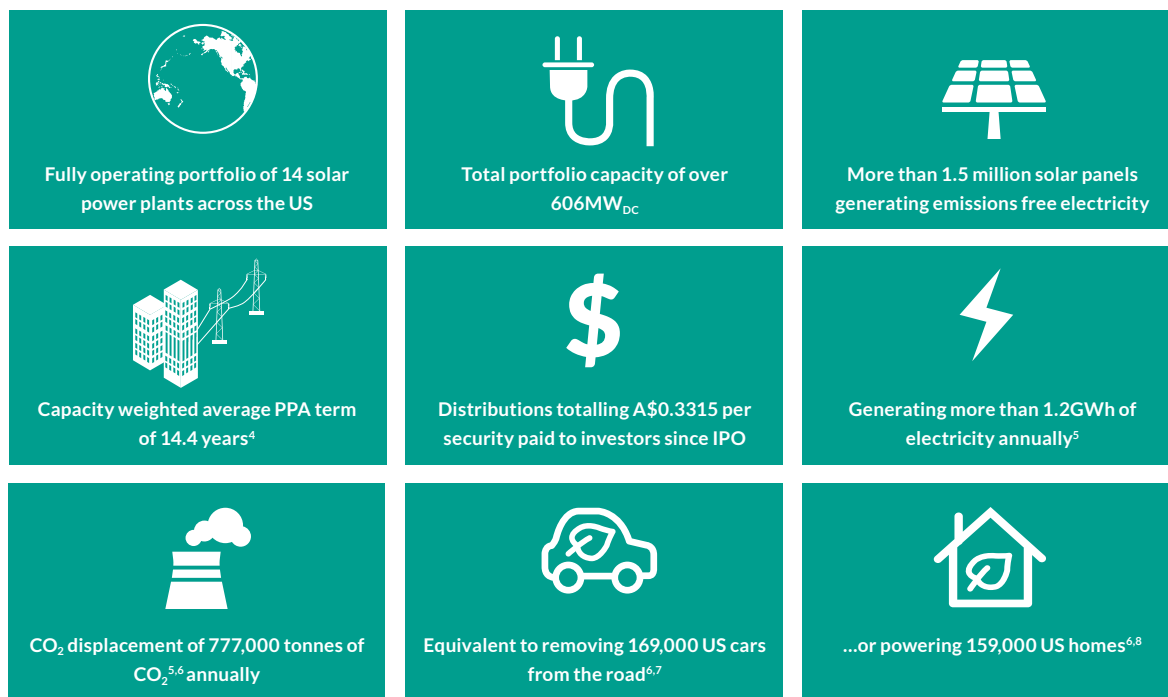 Fully operating portfolio of 14 solar
power plants across the US
Total portfolio capacity of over
606MWDC
More than 1.5 million solar panels
generating emissions free electricity
Capacity weighted average PPA term
of 14.4 years4
Distributions totalling A$0.3315 per
security paid to investors since IPO
Generating more than 1.2GWh of
electricity annually5
CO2 displacement of 777,000 tonnes of
CO25,6 annually
Equivalent to removing 169,000 US cars
from the road6,7
...or powering 159,000 US homes6,8